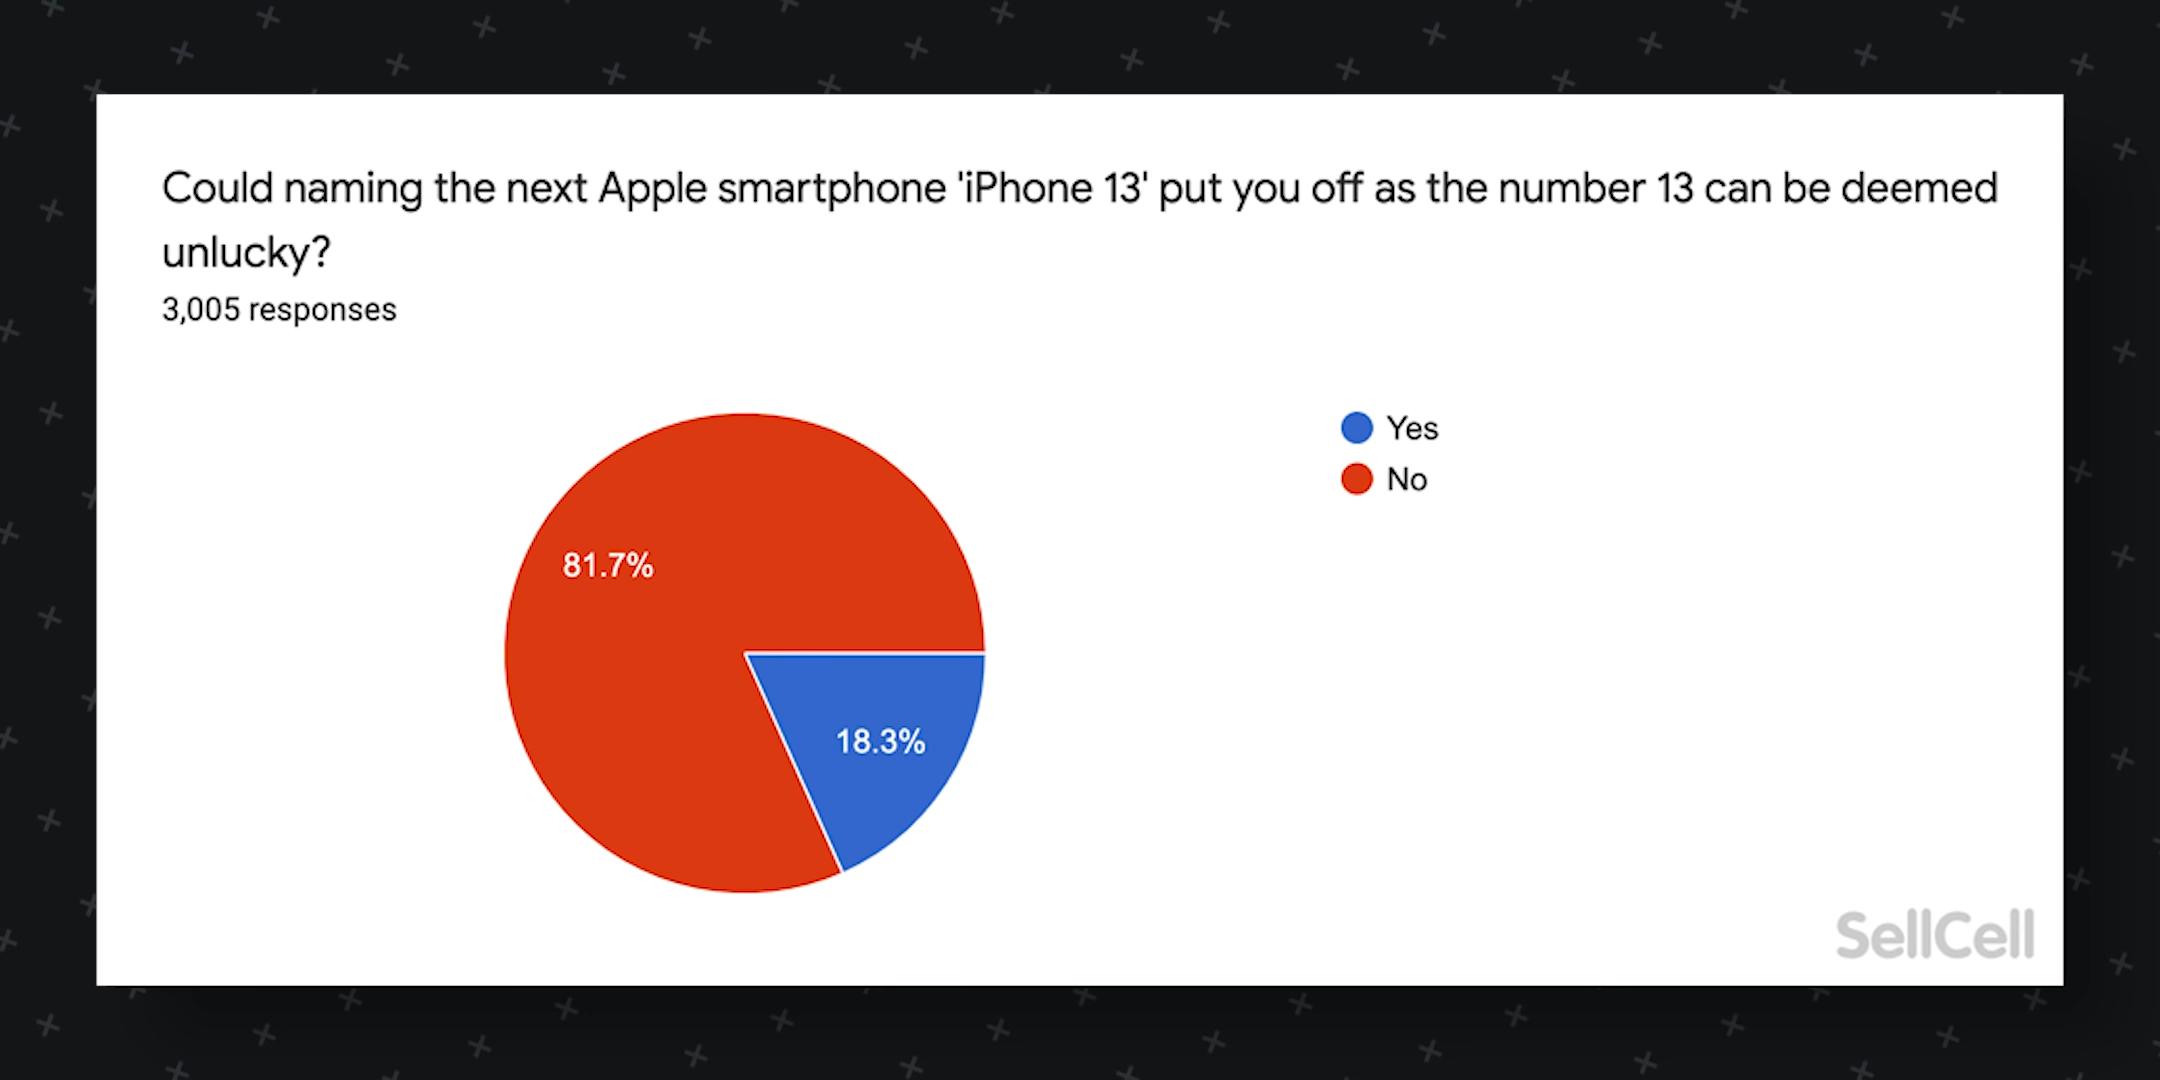 Could naming the next Apple smartphone 'iPhone 13' put you off as the number 13 can be deemed
unlucky?
3,005 responses
Yes
No
81.7%
18.3%
SellCell